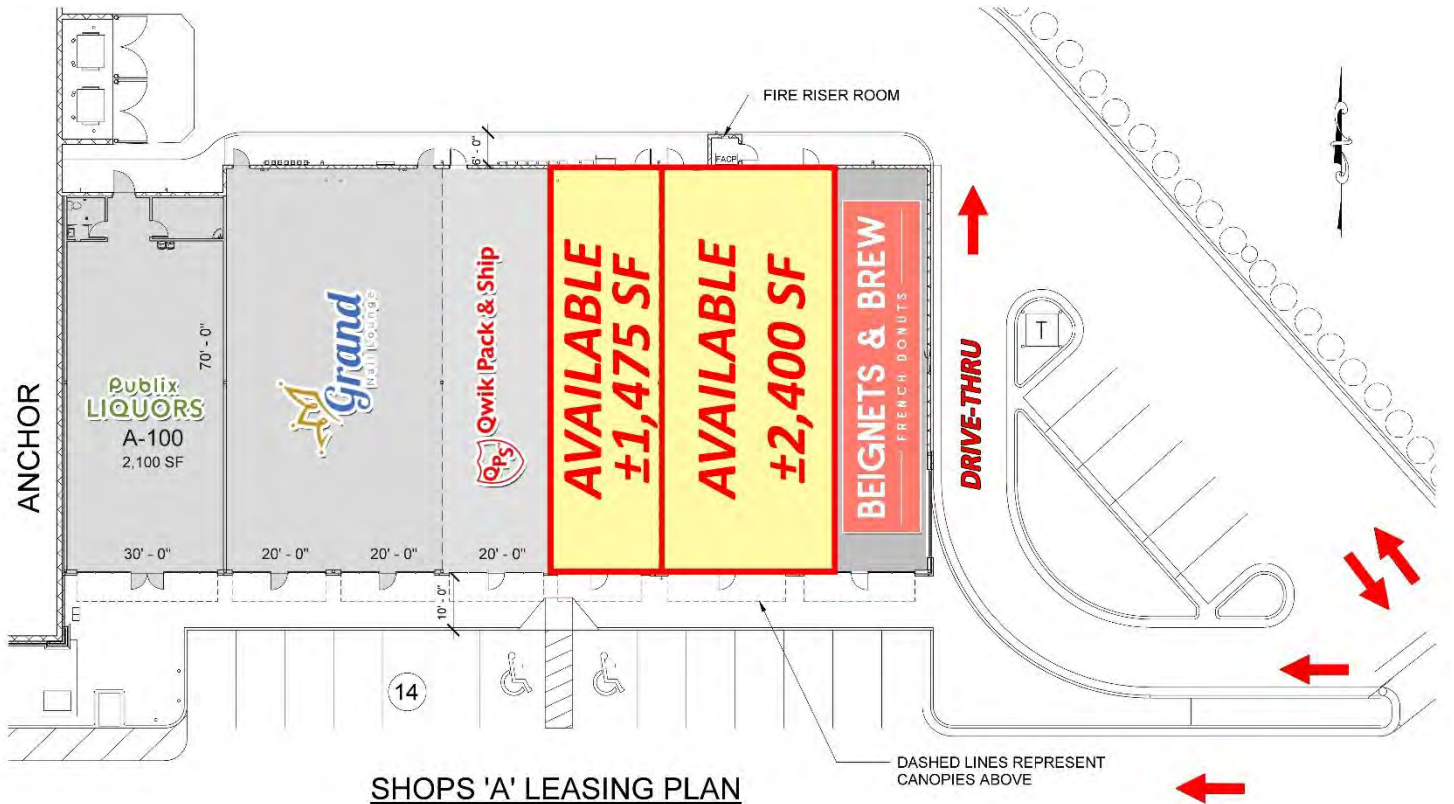 FIRE RISER ROOM
6' - 0"
FACP
ANCHOR
Publix
LIQUORS
A-100
2,100 SF
70' - 0"
30' - 0"
Grand
Nail Lounge
20' - 0"
20' - 0"
QPS
Qwik Pack & Ship
20' - 0"
AVAILABLE
±1,475 SF
AVAILABLE
±2,400 SF
BEIGNETS & BREW
FRENCH DONUTS
DRIVE-THRU
T
10' - 0"
14
DASHED LINES REPRESENT
CANOPIES ABOVE
SHOPS 'A' LEASING PLAN